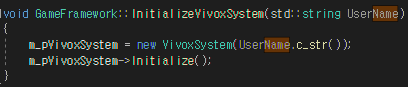 void GameFramework::InitializeVivoxSystem(std::string UserName)
{
m_pVivoxSystem = new VivoxSystem(UserName.c_str());
m_pVivoxSystem->Initialize();
}